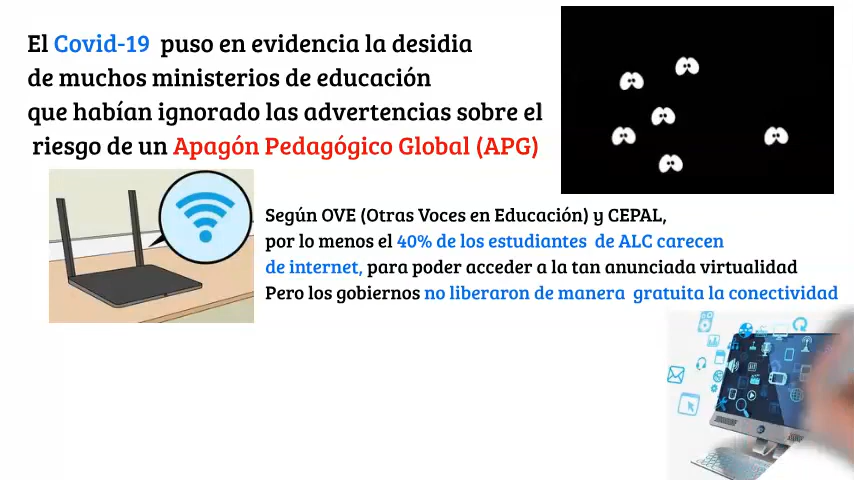 El Covid-19 puso en evidencia la desidia
de muchos ministerios de educación
que habían ignorado las advertencias sobre el
riesgo de un Apagón Pedagógico Global (APG)
Según OVE (Otras Voces en Educación) y CEPAL,
por lo menos el 40% de los estudiantes de ALC carecen
de internet, para poder acceder a la tan anunciada virtualidad
Pero los gobiernos no liberaron de manera gratuita la conectividad